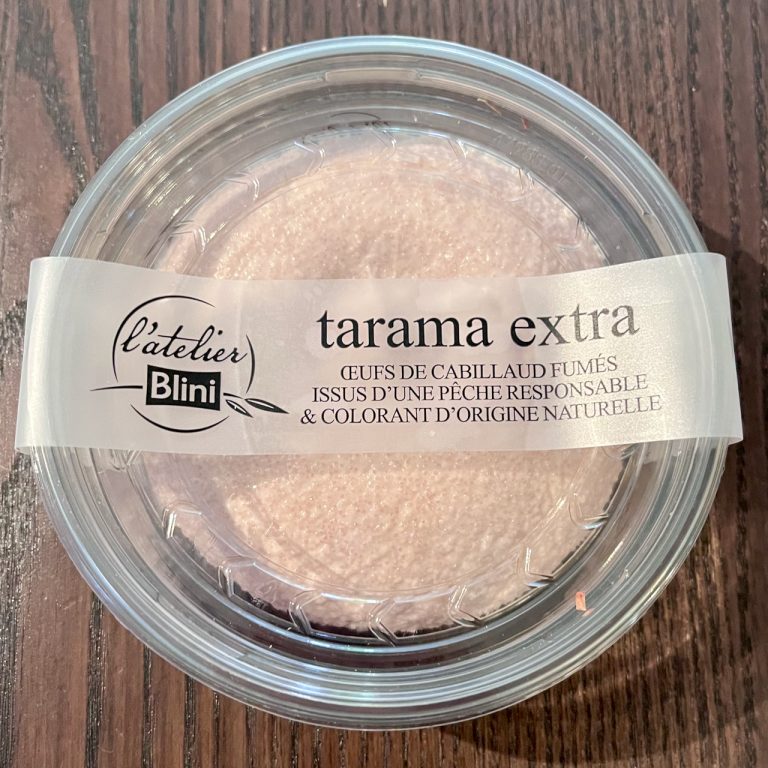 l'atelier
Blini
tarama extra
ŒUFS DE CABILLAUD FUMÉS
ISSUS D'UNE PÊCHE RESPONSABLE
& COLORANT D'ORIGINE NATURELLE